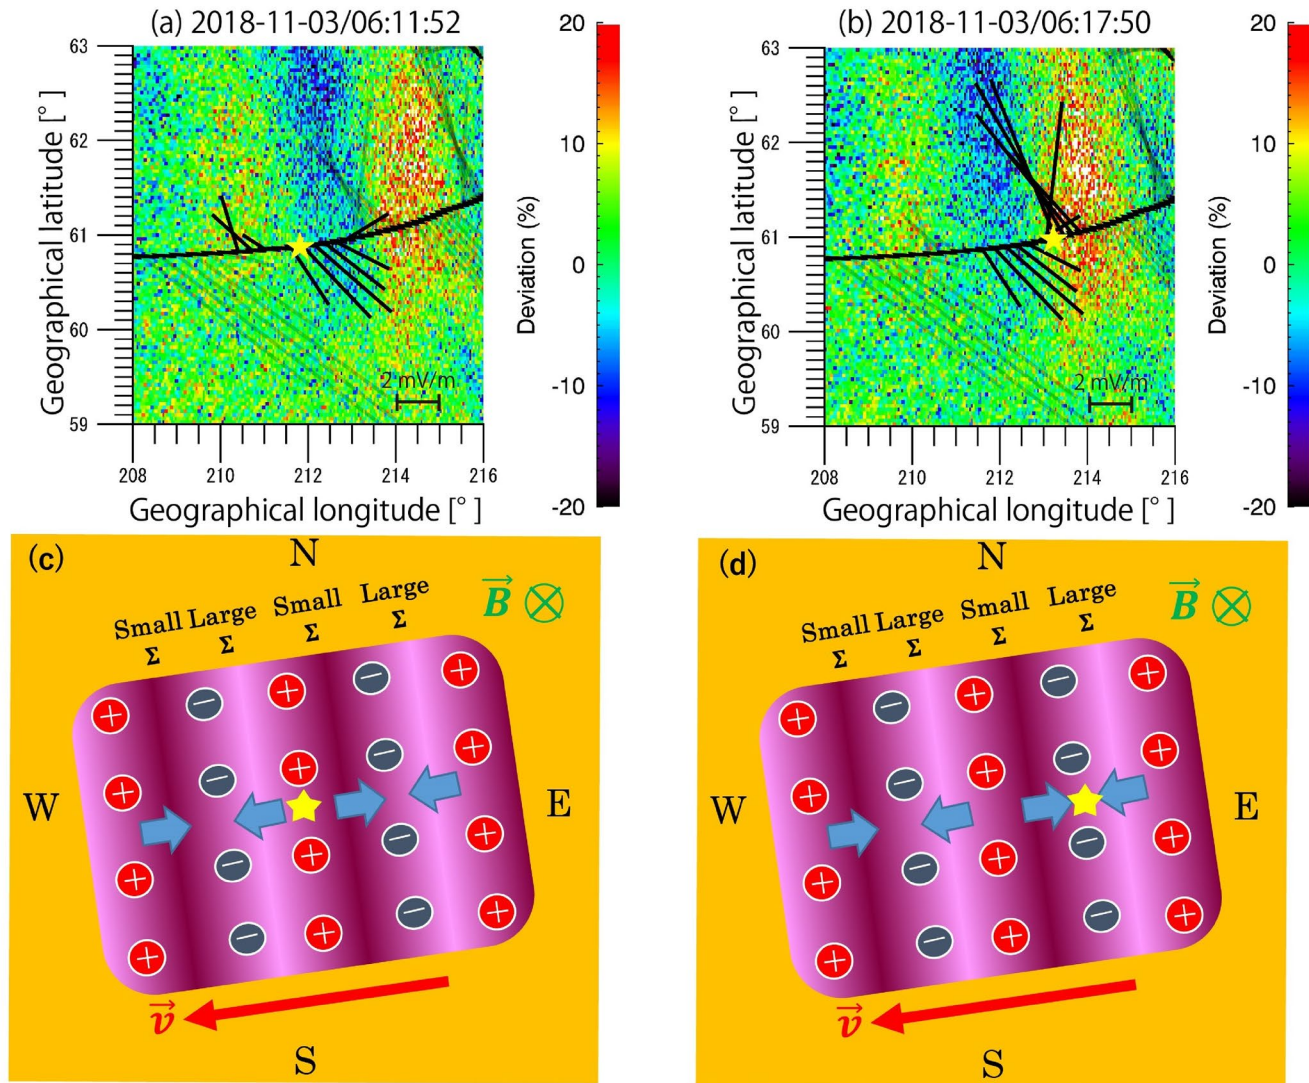 (a) 2018-11-03/06:11:52
63
62
61
60
59
Geographical latitude [°]
2 mV/m
208
210
212
214
216
Geographical longitude [°]
20
10
0
-10
-20
Deviation (%)
(b) 2018-11-03/06:17:50
63
62
61
60
59
Geographical latitude [°]
2 mV/m
208
210
212
214
216
Geographical longitude [°]
20
10
0
-10
-20
Deviation (%)
(c)
N
B
Small Large Small Large
Σ Σ Σ Σ
+ − + − +
+ − + − +
W
E
+ − + − +
+ − + − +
v
S
(d)
N
B
Small Large Small Large
Σ Σ Σ Σ
+ − + − +
+ − + − +
W
E
+ − + − +
+ − + − +
v
S